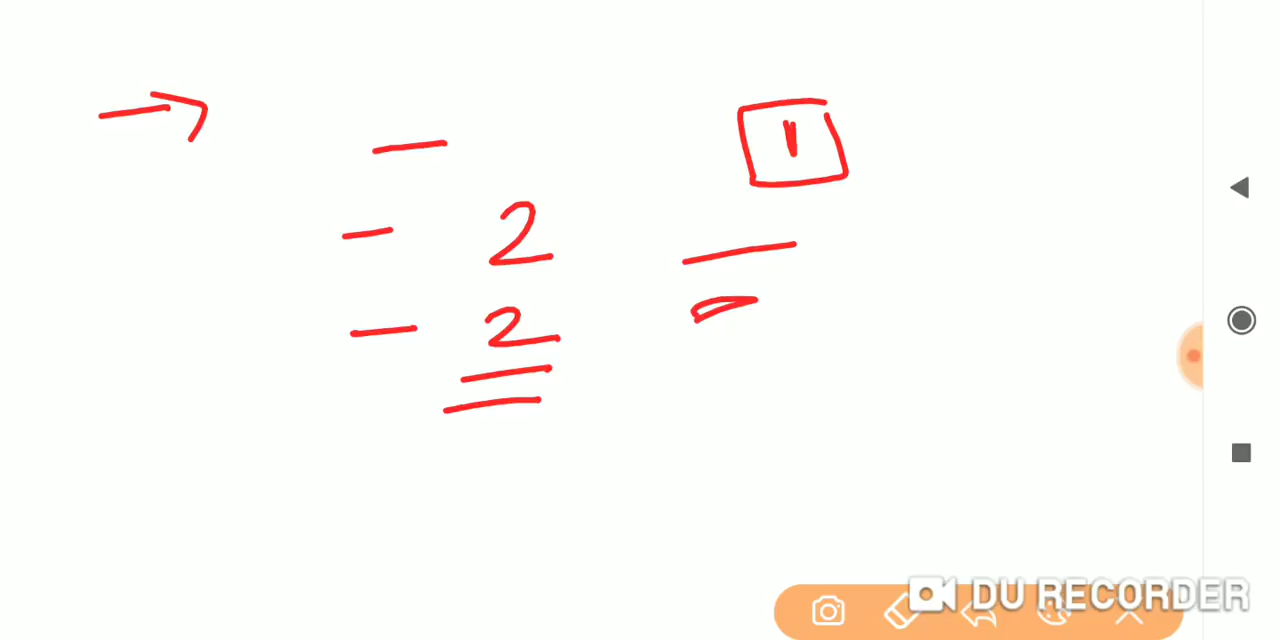 →
— 1
— 2
— 2
DU RECORDER